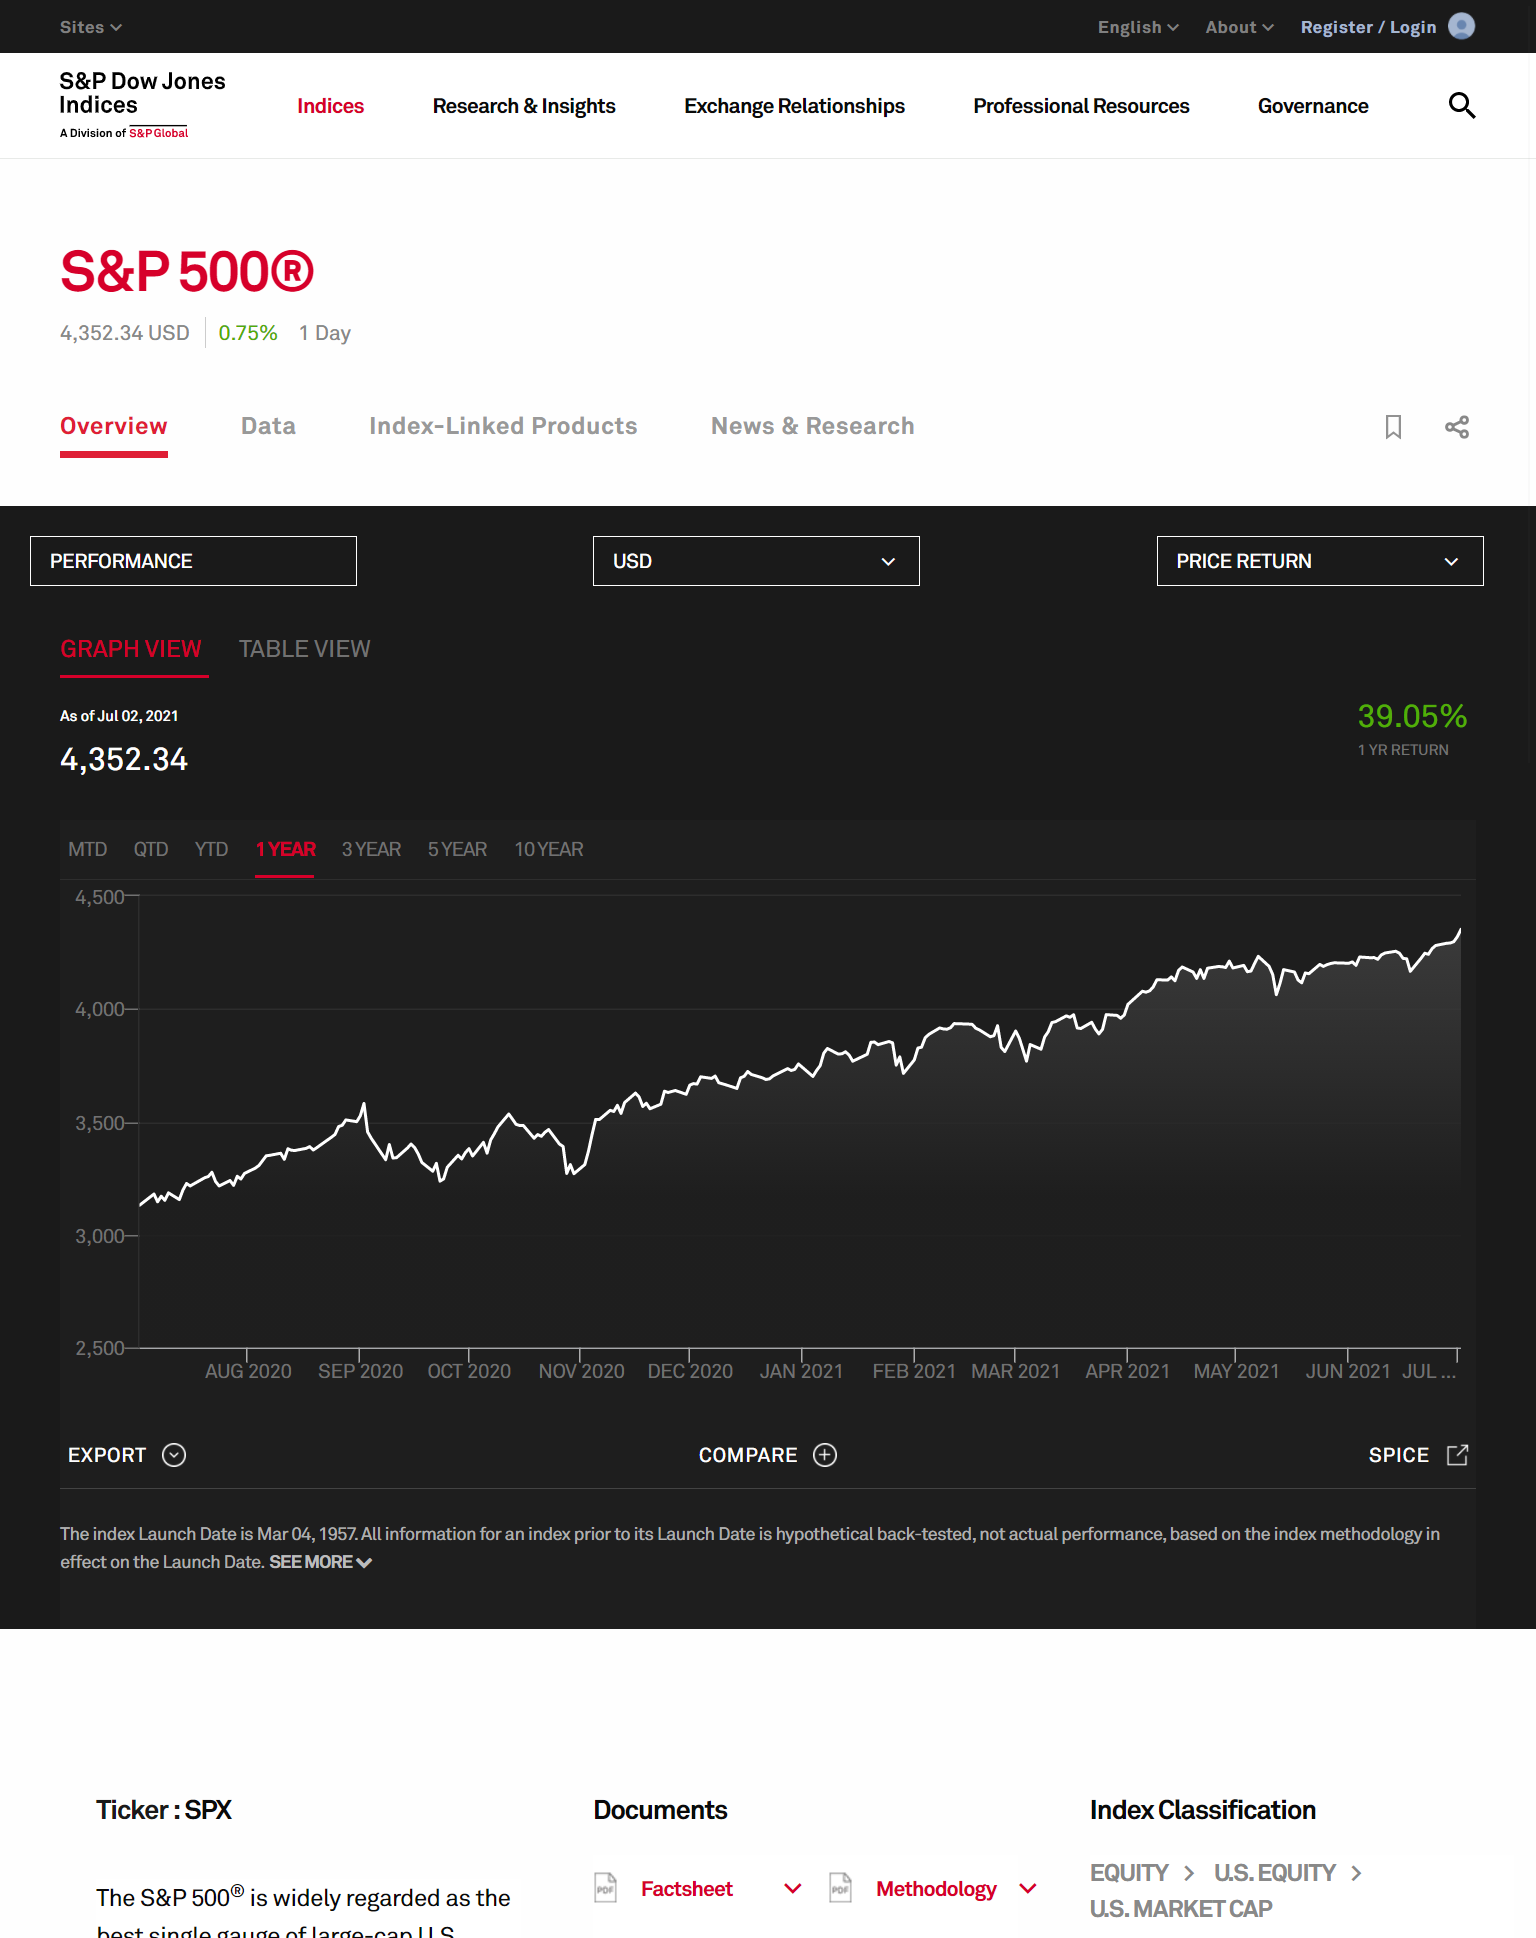 Sites
English About Register / Login
S&P Dow Jones
Indices
A Division of S&P Global
Indices Research & Insights Exchange Relationships Professional Resources Governance
S&P 500®
4,352.34 USD 0.75% 1 Day
Overview Data Index-Linked Products News & Research
PERFORMANCE USD PRICE RETURN
GRAPH VIEW TABLE VIEW
As of Jul 02, 2021
4,352.34
39.05%
1 YR RETURN
MTD QTD YTD 1 YEAR 3 YEAR 5 YEAR 10 YEAR
4,500
4,000
3,500
3,000
2,500
AUG 2020 SEP 2020 OCT 2020 NOV 2020 DEC 2020 JAN 2021 FEB 2021 MAR 2021 APR 2021 MAY 2021 JUN 2021 JUL ...
EXPORT COMPARE SPICE
The index Launch Date is Mar 04, 1957. All information for an index prior to its Launch Date is hypothetical back-tested, not actual performance, based on the index methodology in
effect on the Launch Date. SEE MORE
Ticker : SPX
The S&P 500® is widely regarded as the
best single gauge of large-cap U.S.
Documents
PDF Factsheet PDF Methodology
Index Classification
EQUITY > U.S. EQUITY >
U.S. MARKET CAP